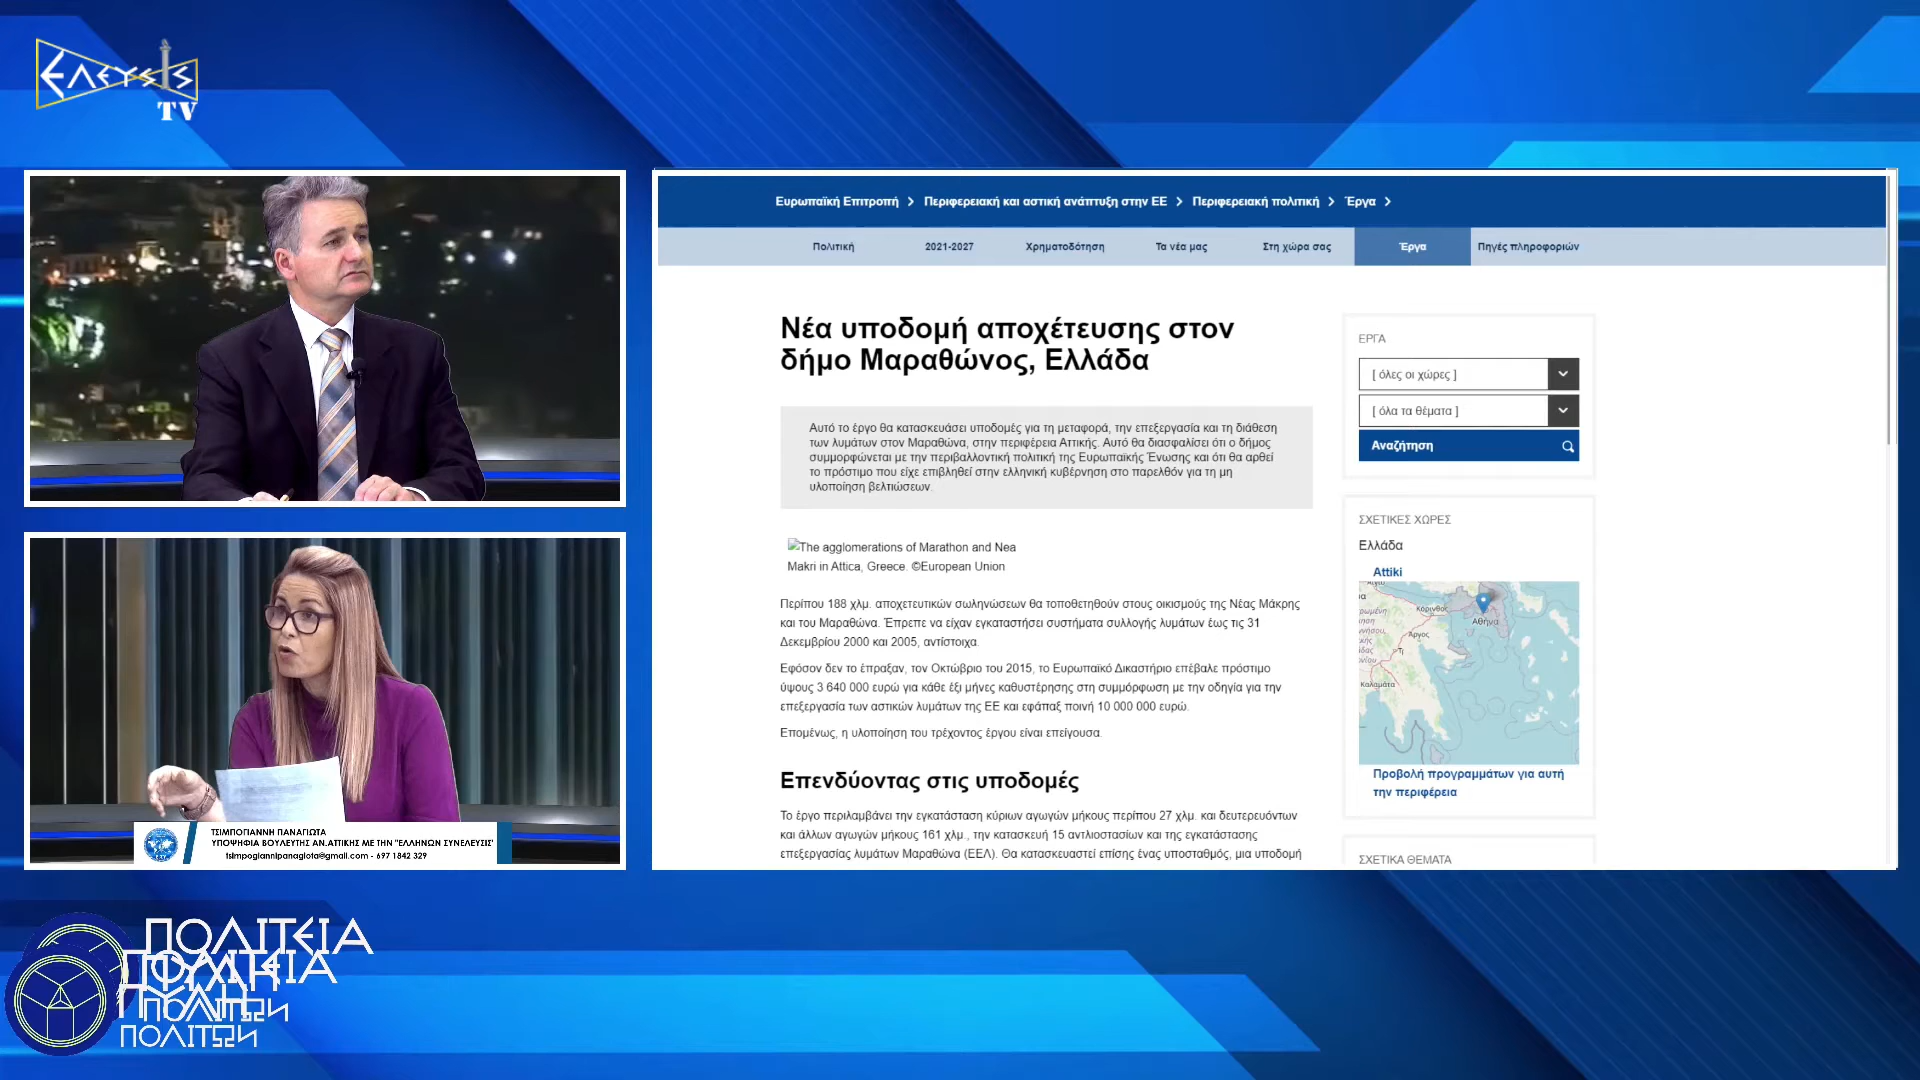 ΕΛΕΥΣΙΣ
TV
Ευρωπαϊκή Επιτροπή > Περιφερειακή και αστική ανάπτυξη στην ΕΕ > Περιφερειακή πολιτική > Έργα >
Πολιτική 2021-2027 Χρηματοδότηση Τα νέα μας Στη χώρα σας Έργα Πηγές πληροφοριών
Νέα υποδομή αποχέτευσης στον
δήμο Μαραθώνος, Ελλάδα
Αυτό το έργο θα κατασκευάσει υποδομές για τη μεταφορά, την επεξεργασία και τη διάθεση
των λυμάτων στον Μαραθώνα, στην περιφέρεια Αττικής. Αυτό θα διασφαλίσει ότι ο δήμος
συμμορφώνεται με την περιβαλλοντική πολιτική της Ευρωπαϊκής Ένωσης και ότι θα αρθεί
το πρόστιμο που είχε επιβληθεί στην ελληνική κυβέρνηση στο παρελθόν για τη μη
υλοποίηση βελτιώσεων.
The agglomerations of Marathon and Nea
Makri in Attica, Greece. ©European Union
Περίπου 188 χλμ. αποχετευτικών σωληνώσεων θα τοποθετηθούν στους οικισμούς της Νέας Μάκρης
και του Μαραθώνα. Έπρεπε να είχαν εγκαταστήσει συστήματα συλλογής λυμάτων έως τις 31
Δεκεμβρίου 2000 και 2005, αντίστοιχα.
Εφόσον δεν το έπραξαν, τον Οκτώβριο του 2015, το Ευρωπαϊκό Δικαστήριο επέβαλε πρόστιμο
ύψους 3 640 000 ευρώ για κάθε έξι μήνες καθυστέρησης στη συμμόρφωση με την οδηγία για την
επεξεργασία των αστικών λυμάτων της ΕΕ και εφάπαξ ποινή 10 000 000 ευρώ.
Επομένως, η υλοποίηση του τρέχοντος έργου είναι επείγουσα.
Επενδύοντας στις υποδομές
Το έργο περιλαμβάνει την εγκατάσταση κύριων αγωγών μήκους περίπου 27 χλμ. και δευτερευόντων
και άλλων αγωγών μήκους 161 χλμ., την κατασκευή 15 αντλιοστασίων και της εγκατάστασης
επεξεργασίας λυμάτων Μαραθώνα (ΕΕΛ). Θα κατασκευαστεί επίσης ένας υποσταθμός, μια υποδομή
ΕΡΓΑ
[ όλες οι χώρες ]
[ όλα τα θέματα ]
Αναζήτηση
ΣΧΕΤΙΚΕΣ ΧΩΡΕΣ
Ελλάδα
Attiki
Κόρινθος
Αθήνα
Άργος
Καλαμάτα
Προβολή προγραμμάτων για αυτή
την περιφέρεια
ΣΧΕΤΙΚΑ ΘΕΜΑΤΑ
ΤΣΙΜΠΟΓΙΑΝΝΗ ΠΑΝΑΓΙΩΤΑ
ΥΠΟΨΗΦΙΑ ΒΟΥΛΕΥΤΗΣ ΑΝ.ΑΤΤΙΚΗΣ ΜΕ ΤΗΝ "ΕΛΛΗΝΩΝ ΣΥΝΕΛΕΥΣΙΣ"
tsimpogiannipanagiota@gmail.com - 697 1842 329
ΠΟΛΙΤΕΙΑ
ΠΟΛΙΤΕΙΑ
ΠΥΛΗ
ΠΟΛΙΤΩΝ
ΠΟΛΙΤΩΝ